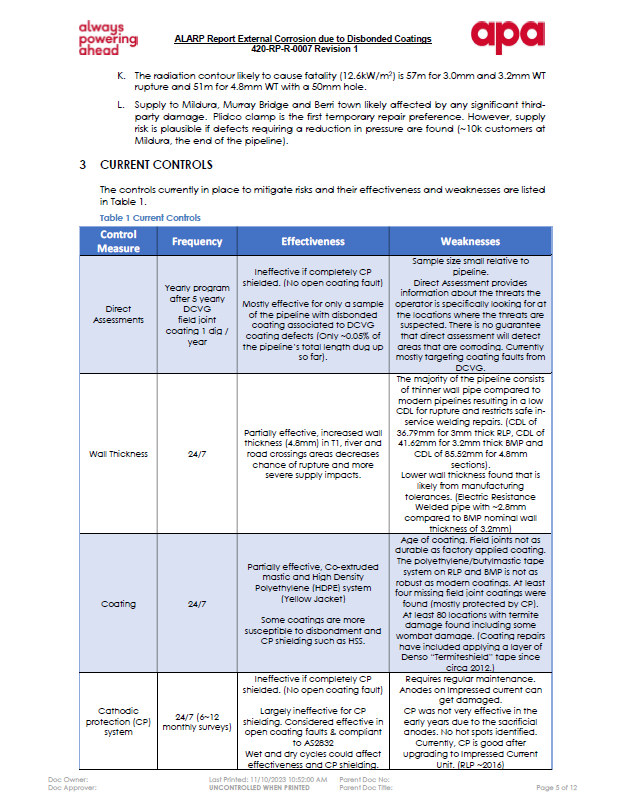 always
powering
ahead
ALARP Report External Corrosion due to Disbonded Coatings
420-RP-R-0007 Revision 1
apa
K. The radiation contour likely to cause fatality (12.6kW/m²) is 57m for 3.0mm and 3.2mm WT
rupture and 51m for 4.8mm WT with a 50mm hole.
L. Supply to Mildura, Murray Bridge and Berri town likely affected by any significant third-
party damage. Plidco clamp is the first temporary repair preference. However, supply
risk is plausible if defects requiring a reduction in pressure are found (~10k customers at
Mildura, the end of the pipeline).
3 CURRENT CONTROLS
The controls currently in place to mitigate risks and their effectiveness and weaknesses are listed
in Table 1.
Table 1 Current Controls
Control
Measure
Frequency
Effectiveness
Weaknesses
Direct
Assessments
Yearly program
after 5 yearly
DCVG
field joint
coating 1 dig /
year
Ineffective if completely CP
shielded. (No open coating fault)
Mostly effective for only a sample
of the pipeline with disbonded
coating associated to DCVG
coating defects (Only ~0.05% of
the pipeline's total length dug up
so far).
Sample size small relative to
pipeline.
Direct Assessment provides
information about the threats the
operator is specifically looking for at
the locations where the threats are
suspected. There is no guarantee
that direct assessment will detect
areas that are corroding. Currently
mostly targeting coating faults from
DCVG.
Wall Thickness
24/7
Partially effective, increased wall
thickness (4.8mm) in T1, river and
road crossings areas decreases
chance of rupture and more
severe supply impacts.
The majority of the pipeline consists
of thinner wall pipe compared to
modern pipelines resulting in a low
CDL for rupture and restricts safe in-
service welding repairs. (CDL of
36.79mm for 3mm thick RLP, CDL of
41.62mm for 3.2mm thick BMP and
CDL of 85.52mm for 4.8mm
sections).
Lower wall thickness found that is
likely from manufacturing
tolerances. (Electric Resistance
Welded pipe with ~2.8mm
compared to BMP nominal wall
thickness of 3.2mm)
Coating
24/7
Partially effective, Co-extruded
mastic and High Density
Polyethylene (HDPE) system
(Yellow Jacket)
Some coatings are more
susceptible to disbondment and
CP shielding such as HSS.
Age of coating. Field joints not as
durable as factory applied coating.
The polyethylene/butylmastic tape
system on RLP and BMP is not as
robust as modern coatings. At least
four missing field joint coatings were
found (mostly protected by CP).
At least 80 locations with termite
damage found including some
wombat damage. (Coating repairs
have included applying a layer of
Denso "Termiteshield" tape since
circa 2012.)
Cathodic
protection (CP)
system
24/7 (6~12
monthly surveys)
Ineffective if completely CP
shielded. (No open coating fault)
Largely ineffective for CP
shielding. Considered effective in
open coating faults & compliant
to AS2832
Wet and dry cycles could affect
effectiveness and CP shielding.
Requires regular maintenance.
Anodes on Impressed current can
get damaged.
CP was not very effective in the
early years due to the sacrificial
anodes. No hot spots identified.
Currently, CP is good after
upgrading to Impressed Current
Unit. (RLP ~2016)
Doc Owner:
Doc Approver:
Last Printed: 11/10/2023 10:52:00 AM
UNCONTROLLED WHEN PRINTED
Parent Doc No:
Parent Doc Title:
Page 5 of 12